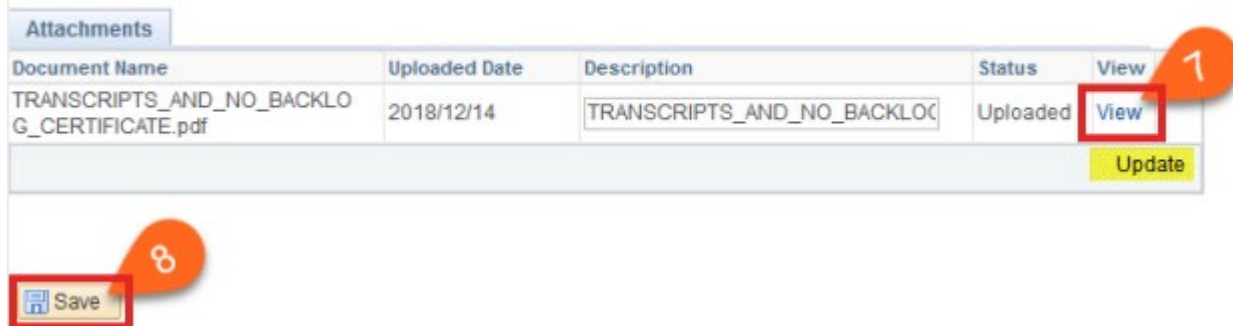 Attachments
Document Name Uploaded Date Description Status View
TRANSCRIPTS_AND_NO_BACKLO 2018/12/14 TRANSCRIPTS_AND_NO_BACKLOG Uploaded View 7
G_CERTIFICATE.pdf
Update
8
Save